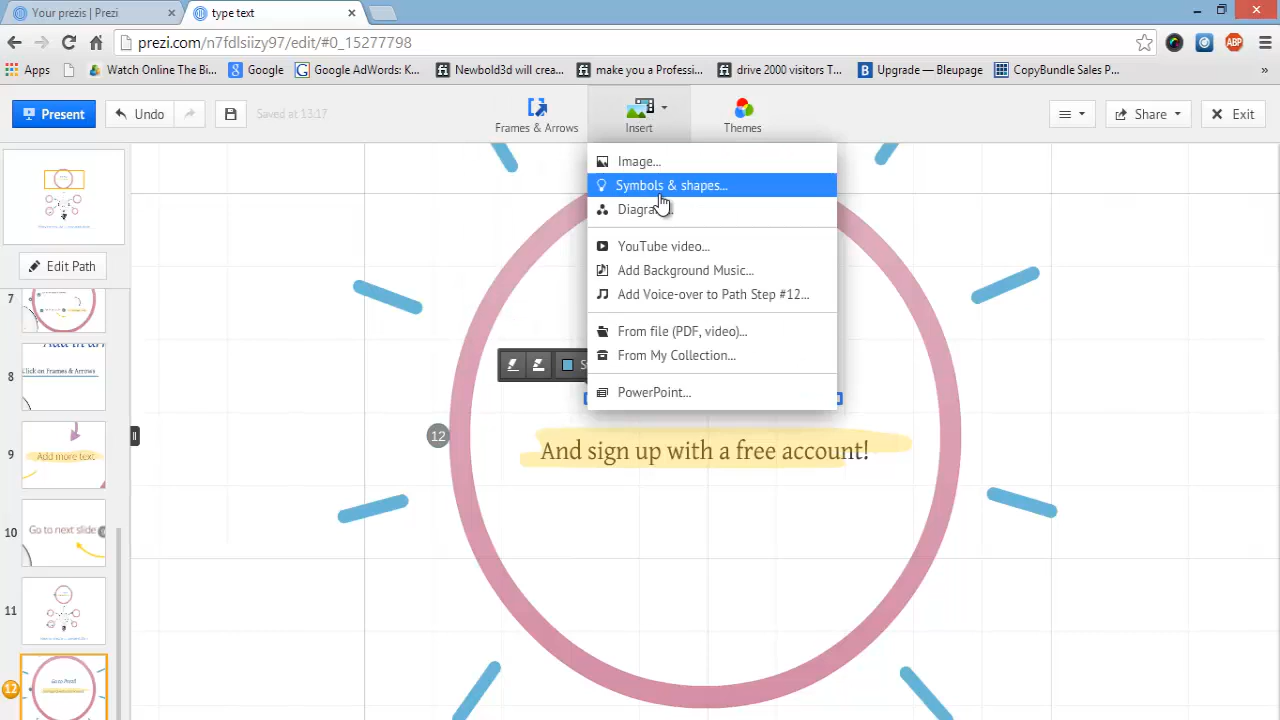 Your prezis | Prezi
type text
prezi.com/n7fdlsiizy97/edit/#0_15277798
Apps
Watch Online The Bi...
Google
Google AdWords: K...
Newbold3d will crea...
make you a Professi...
drive 2000 visitors T...
Upgrade — Bleupage
CopyBundle Sales P...
»
Present
Undo
Saved at 13:17
Frames & Arrows
Insert
Themes
Share
Exit
Image...
Symbols & shapes...
YouTube video...
Add Background Music...
Add Voice-over to Path Step #12...
From file (PDF, video)...
From My Collection...
PowerPoint...
Edit Path
7
8
Click on Frames & Arrows
9
Add more text
10
Go to next slide
11
12
Go to Prezi!
12
And sign up with a free account!
ABP